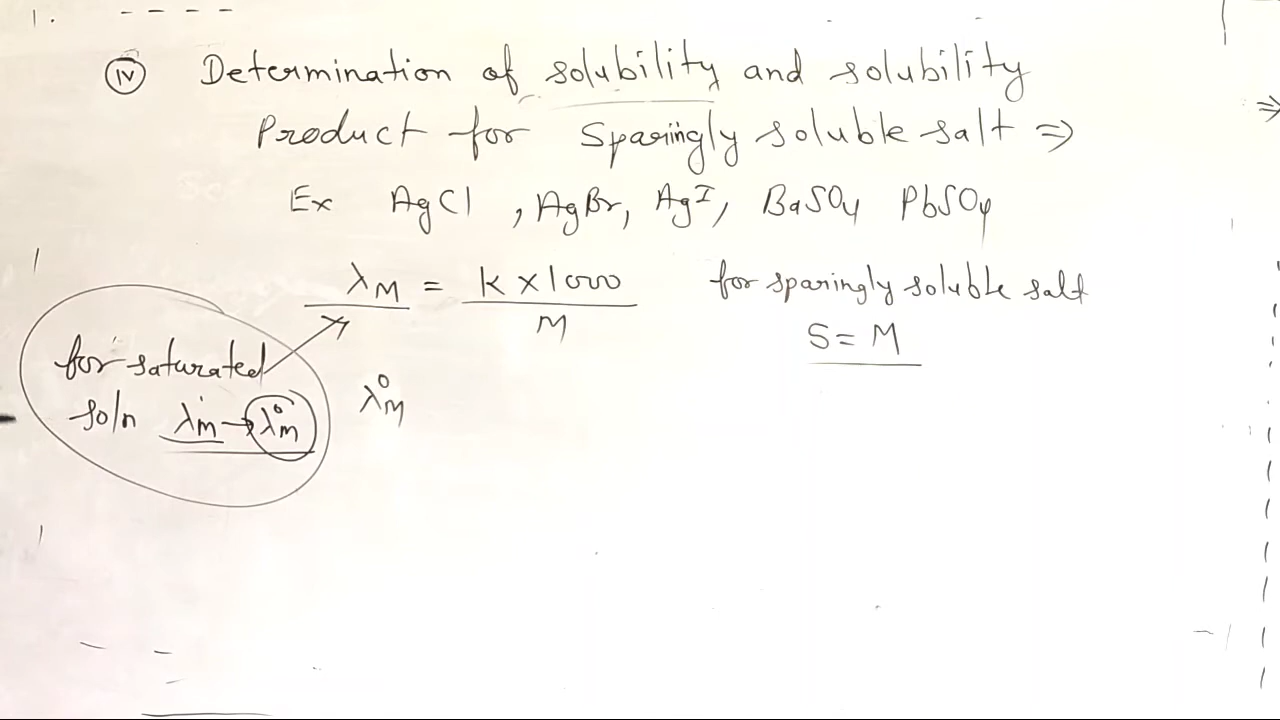 (iv) Determination of solubility and solubility
Product for Sparingly soluble salt ⇒
Ex AgCl , AgBr, AgI, BaSO4 PbSO4
λM = K × 1000 / M for sparingly soluble salt
S = M
for saturated
soln λm → λ°m
λ°M